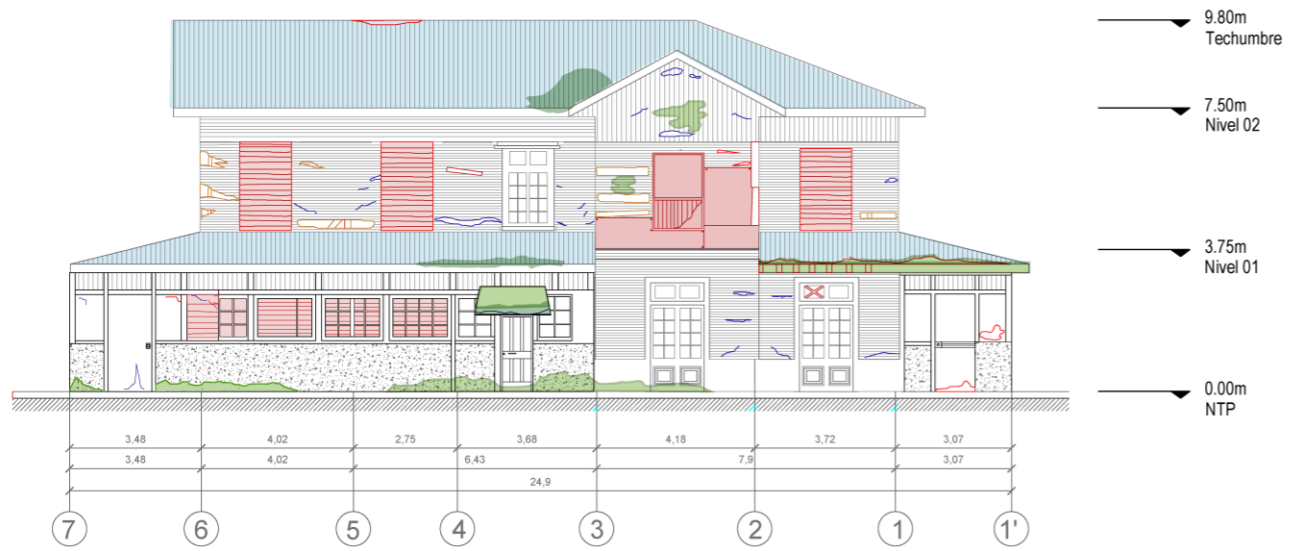 9.80m
Techumbre
7.50m
Nivel 02
3.75m
Nivel 01
0.00m
NTP
3,48 4,02 2,75 3,68 4,18 3,72 3,07
3,48 4,02 6,43 7,9 3,07
24,9
7 6 5 4 3 2 1 1'